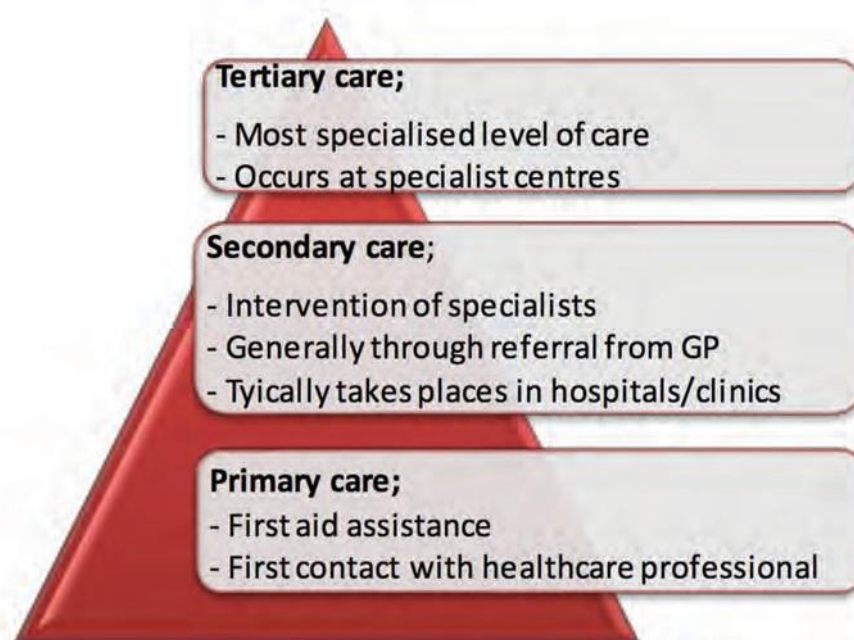 Tertiary care;
- Most specialised level of care
- Occurs at specialist centres
Secondary care;
- Intervention of specialists
- Generally through referral from GP
- Tyically takes places in hospitals/clinics
Primary care;
- First aid assistance
- First contact with healthcare professional